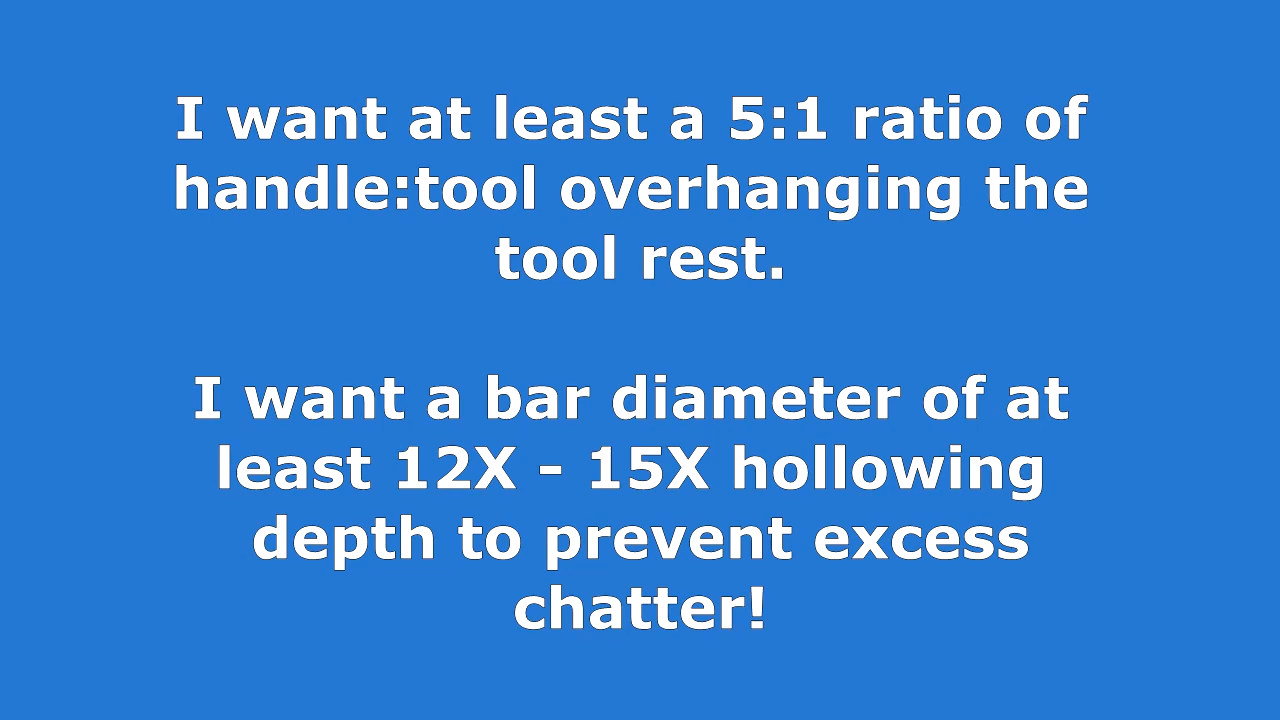 I want at least a 5:1 ratio of
handle:tool overhanging the
tool rest.
I want a bar diameter of at
least 12X - 15X hollowing
depth to prevent excess
chatter!